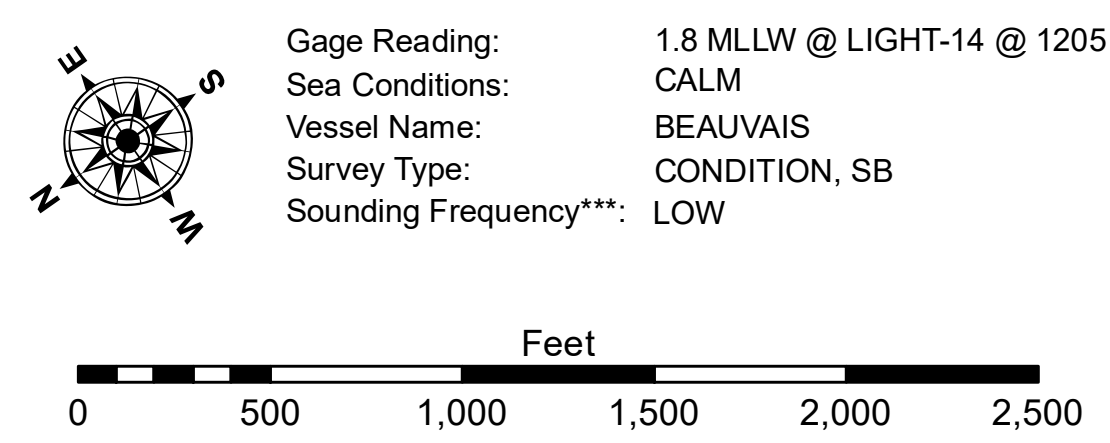 E
S
N
W
Gage Reading: 1.8 MLLW @ LIGHT-14 @ 1205
Sea Conditions: CALM
Vessel Name: BEAUVAIS
Survey Type: CONDITION, SB
Sounding Frequency***: LOW
Feet
0 500 1,000 1,500 2,000 2,500